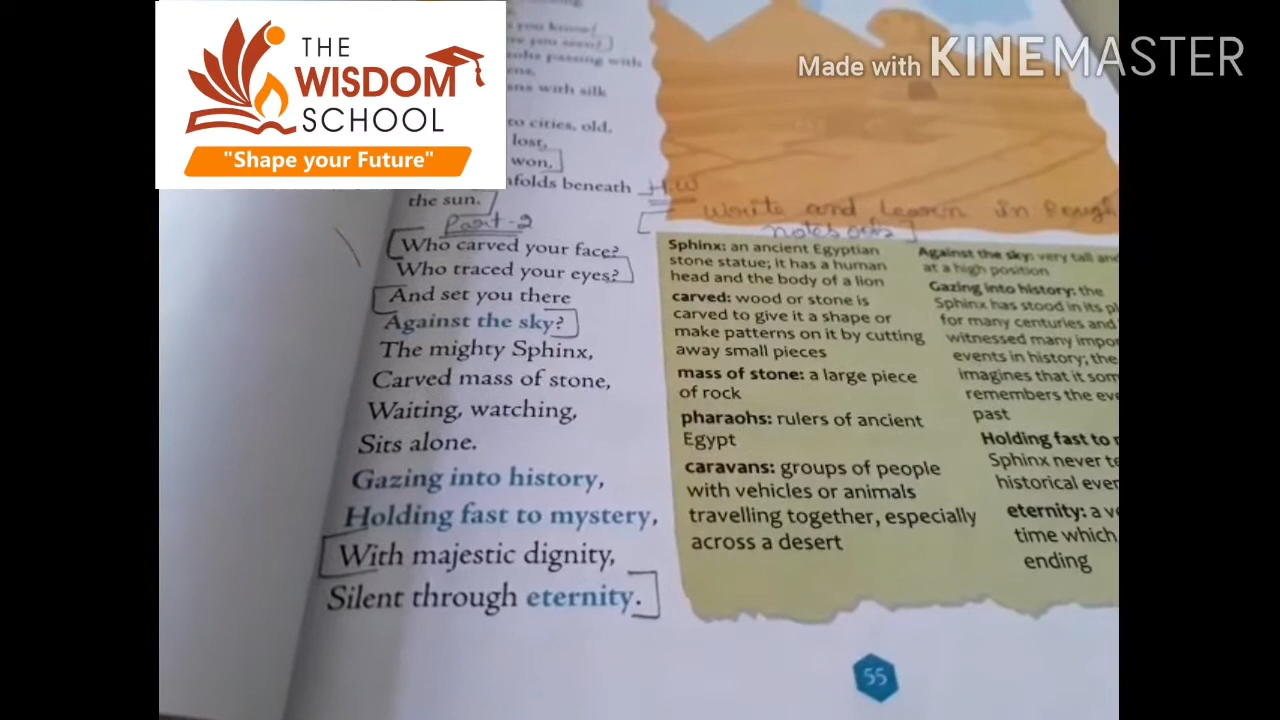 THE
WISDOM
SCHOOL
"Shape your Future"
Made with KINEMASTER
you know?
you seen?
passing with
with silk
to cities, old,
lost,
won,
beneath
the sun.
Part-2
Who carved your face?
Who traced your eyes?
And set you there
Against the sky?
The mighty Sphinx,
Carved mass of stone,
Waiting, watching,
Sits alone.
Gazing into history,
Holding fast to mystery,
With majestic dignity,
Silent through eternity.
H.W
Write and learn in Rough
Sphinx: an ancient Egyptian
stone statue; it has a human
head and the body of a lion
carved: wood or stone is
carved to give it a shape or
make patterns on it by cutting
away small pieces
mass of stone: a large piece
of rock
pharaohs: rulers of ancient
Egypt
caravans: groups of people
with vehicles or animals
travelling together, especially
across a desert
Against the sky: very tall and
at a high position
Gazing into history: the
Sphinx has stood in its
for many centuries and
witnessed many
events in history; the
imagines that it
remembers the
past
Holding fast to
Sphinx never
historical
eternity: a
time which
ending
55